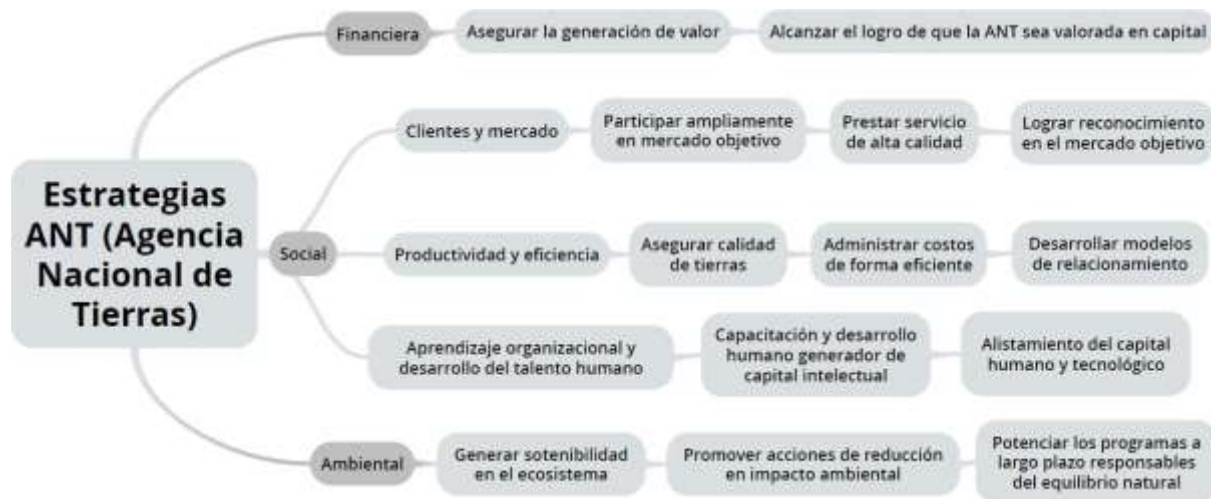 Financiera
Asegurar la generación de valor
Alcanzar el logro de que la ANT sea valorada en capital
Estrategias
ANT (Agencia
Nacional de
Tierras)
Social
Clientes y mercado
Participar ampliamente
en mercado objetivo
Prestar servicio
de alta calidad
Lograr reconocimiento
en el mercado objetivo
Productividad y eficiencia
Asegurar calidad
de tierras
Administrar costos
de forma eficiente
Desarrollar modelos
de relacionamiento
Aprendizaje organizacional y
desarrollo del talento humano
Capacitación y desarrollo
humano generador de
capital intelectual
Alistamiento del capital
humano y tecnológico
Ambiental
Generar sotenibilidad
en el ecosistema
Promover acciones de reducción
en impacto ambiental
Potenciar los programas a
largo plazo responsables
del equilibrio natural